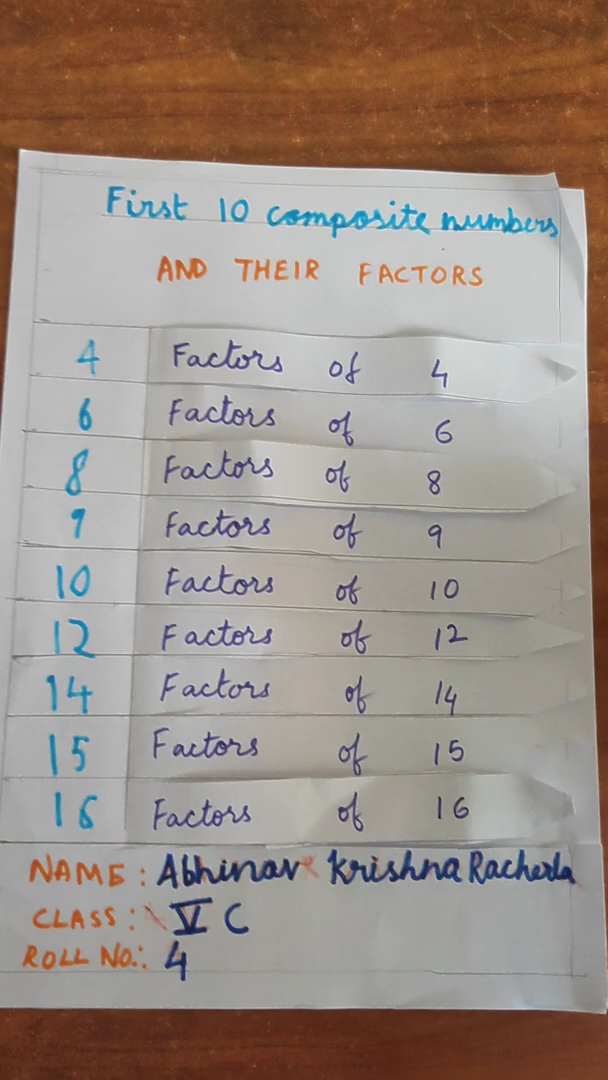 First 10 composite numbers
AND THEIR FACTORS
4 Factors of 4
6 Factors of 6
8 Factors of 8
9 Factors of 9
10 Factors of 10
12 Factors of 12
14 Factors of 14
15 Factors of 15
16 Factors of 16
NAME: Abhinav Krishna Racherla
CLASS: V C
ROLL NO.: 4